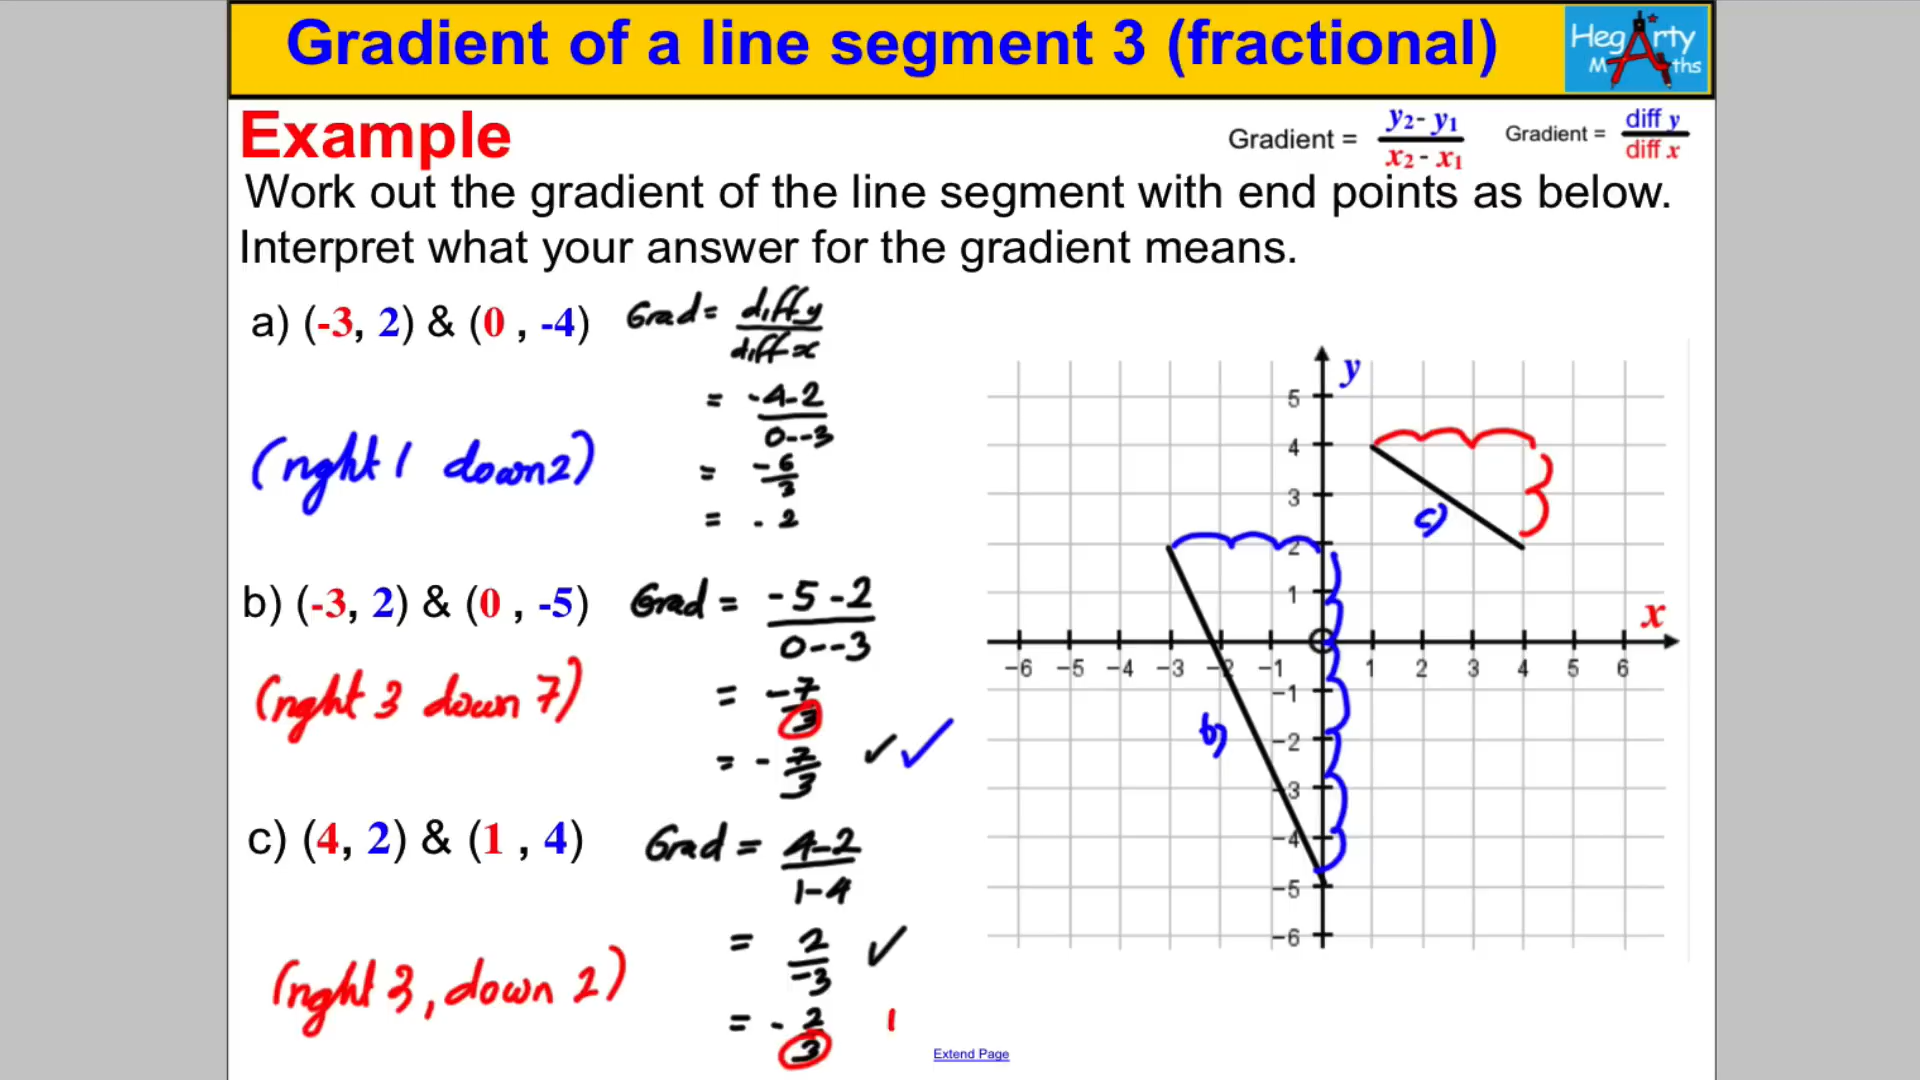 Gradient of a line segment 3 (fractional)
HegArty
Maths
Example
Gradient = y2 - y1 / x2 - x1
Gradient = diff y / diff x
Work out the gradient of the line segment with end points as below.
Interpret what your answer for the gradient means.
a) (-3, 2) & (0 , -4)
Grad = diff y / diff x
= -4-2 / 0--3
= -6/3
= -2
(right 1 down 2)
b) (-3, 2) & (0 , -5)
Grad = -5-2 / 0--3
= -7/3
= -7/3 ✓✓
(right 3 down 7)
c) (4, 2) & (1 , 4)
Grad = 4-2 / 1-4
= 2/-3 ✓
= -2/3
(right 3, down 2)
y
5
4
3
2
1
c)
x
-6 -5 -4 -3 -2 -1 1 2 3 4 5 6
-1
b)
-2
-3
-4
-5
-6
Extend Page